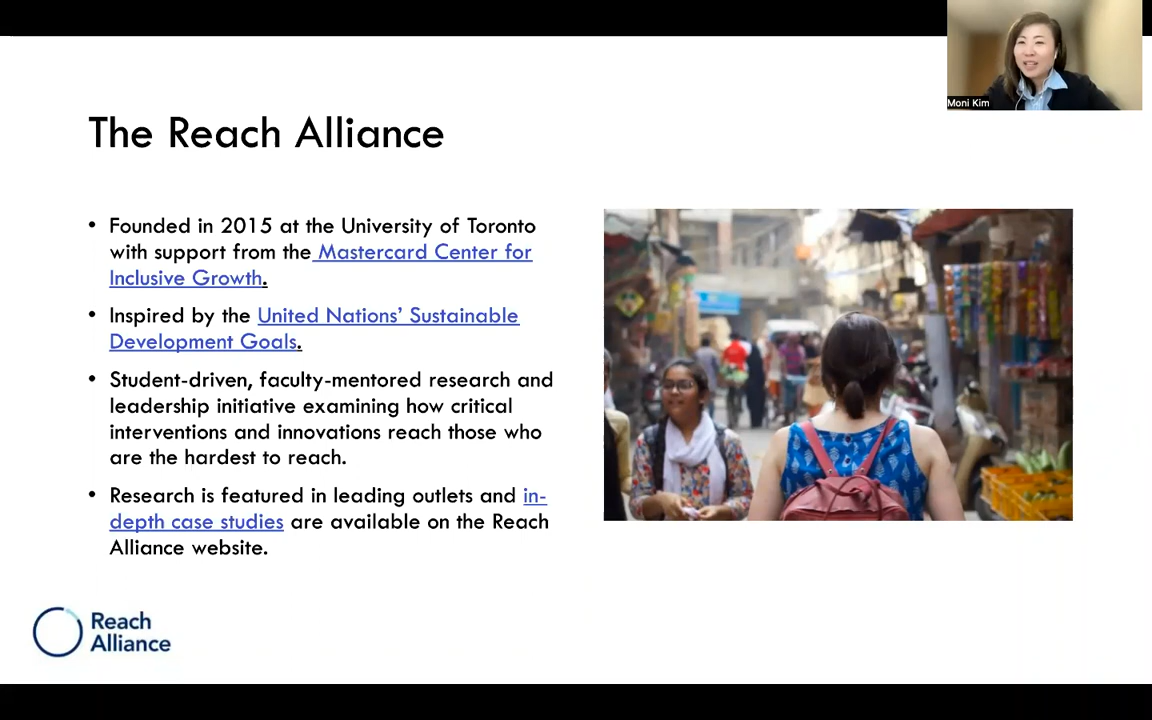 Moni Kim
The Reach Alliance
• Founded in 2015 at the University of Toronto
with support from the Mastercard Center for
Inclusive Growth.
• Inspired by the United Nations’ Sustainable
Development Goals.
• Student-driven, faculty-mentored research and
leadership initiative examining how critical
interventions and innovations reach those who
are the hardest to reach.
• Research is featured in leading outlets and in-
depth case studies are available on the Reach
Alliance website.
Reach
Alliance